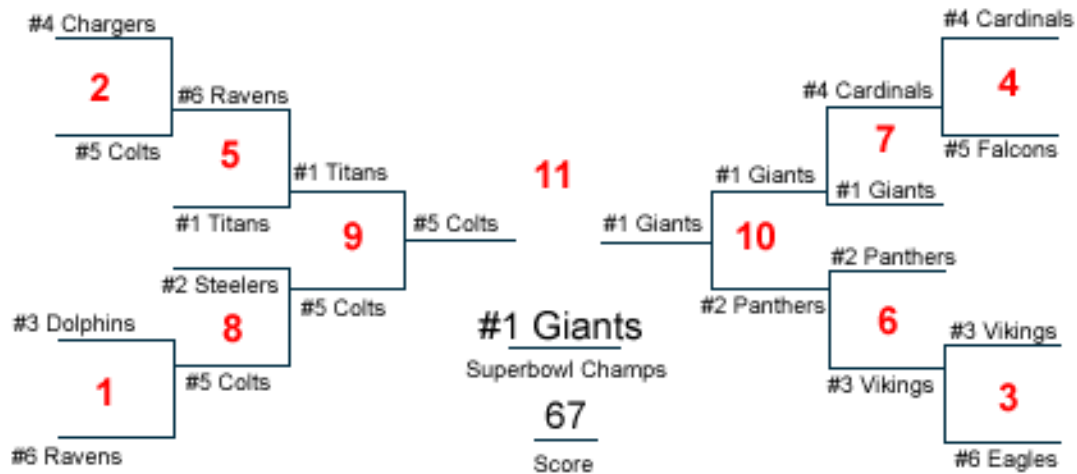 #4 Chargers
#4 Cardinals
2
#6 Ravens
#4 Cardinals
4
#5 Colts
5
7
#5 Falcons
#1 Titans
11
#1 Giants
#1 Giants
#1 Titans
9
#5 Colts
#1 Giants
10
#2 Panthers
#2 Steelers
#5 Colts
#2 Panthers
#3 Dolphins
8
#1 Giants
6
#3 Vikings
Superbowl Champs
1
#5 Colts
#3 Vikings
3
67
#6 Ravens
Score
#6 Eagles